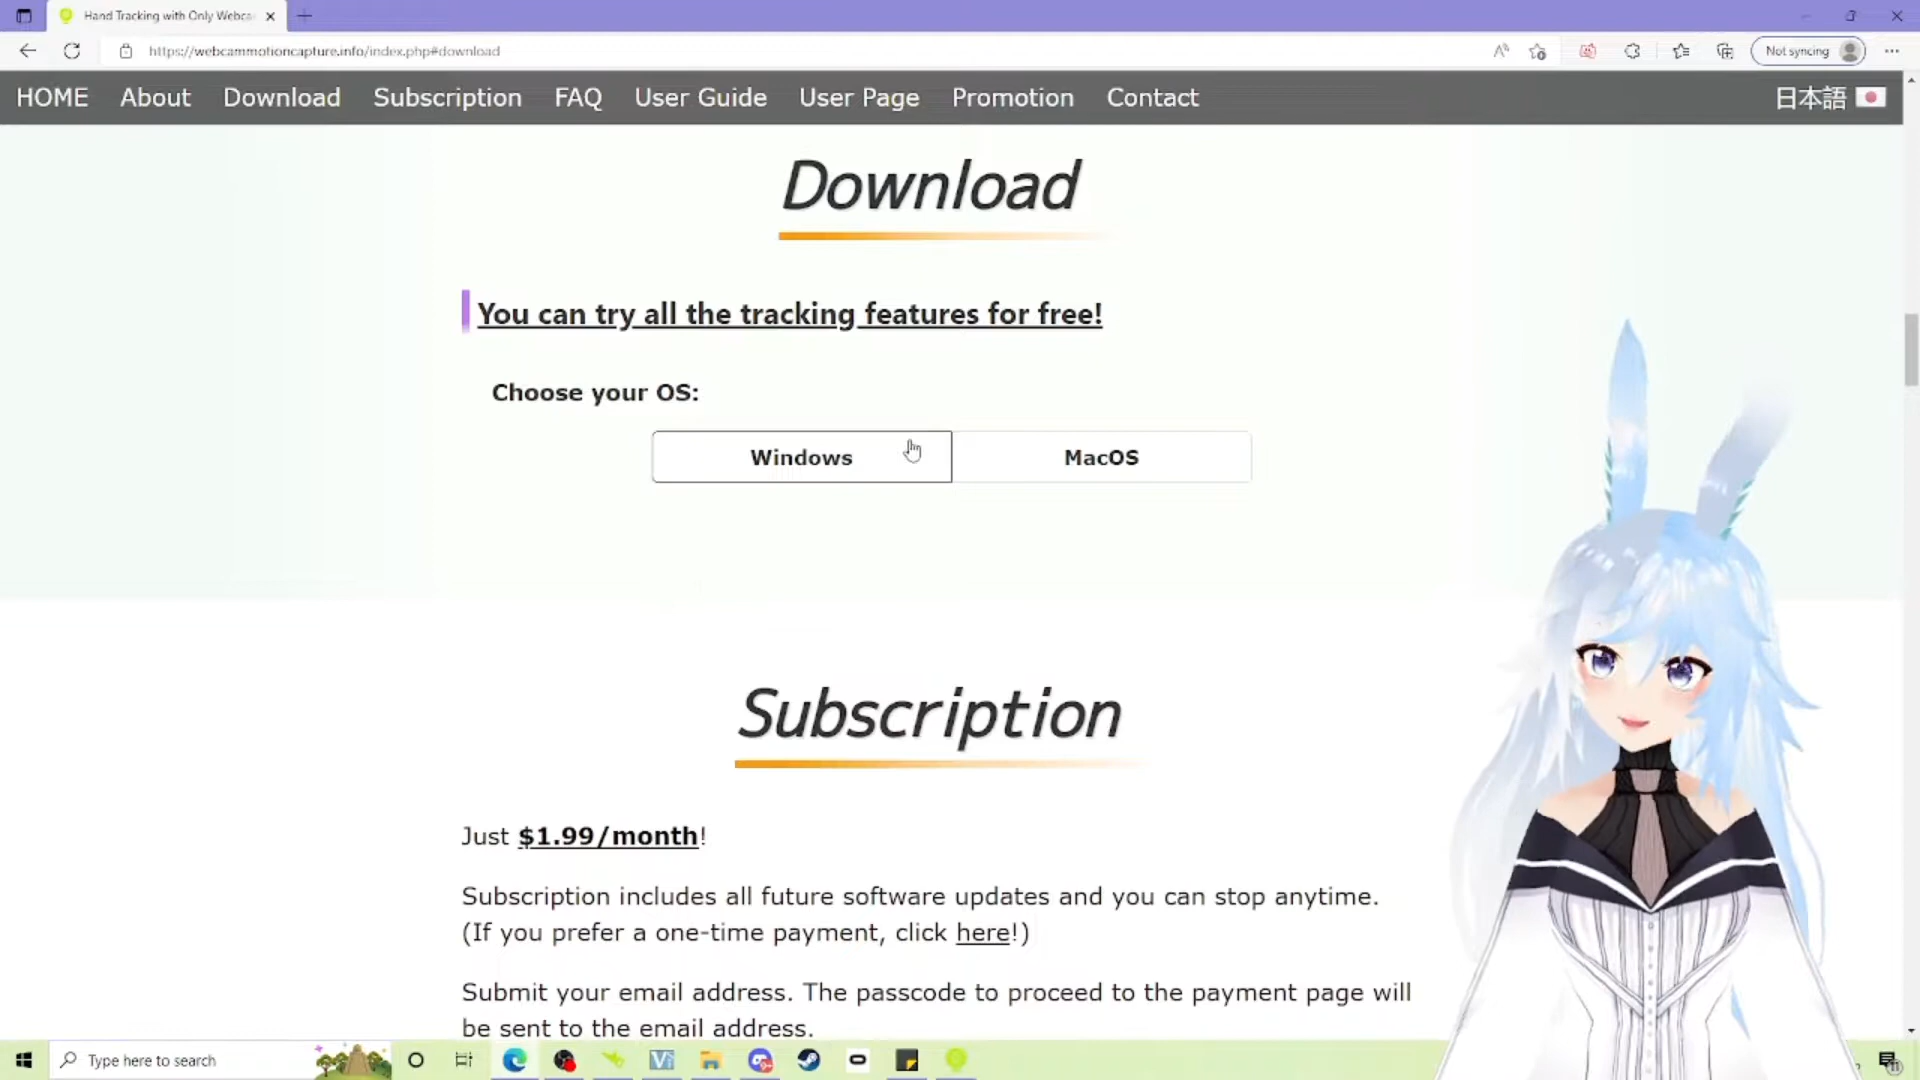 Hand Tracking with Only Webca
https://webcammotioncapture.info/index.php#download
Not syncing
HOME About Download Subscription FAQ User Guide User Page Promotion Contact 日本語
Download
You can try all the tracking features for free!
Choose your OS:
Windows MacOS
Subscription
Just $1.99/month!
Subscription includes all future software updates and you can stop anytime.
(If you prefer a one-time payment, click here!)
Submit your email address. The passcode to proceed to the payment page will
be sent to the email address.
Type here to search